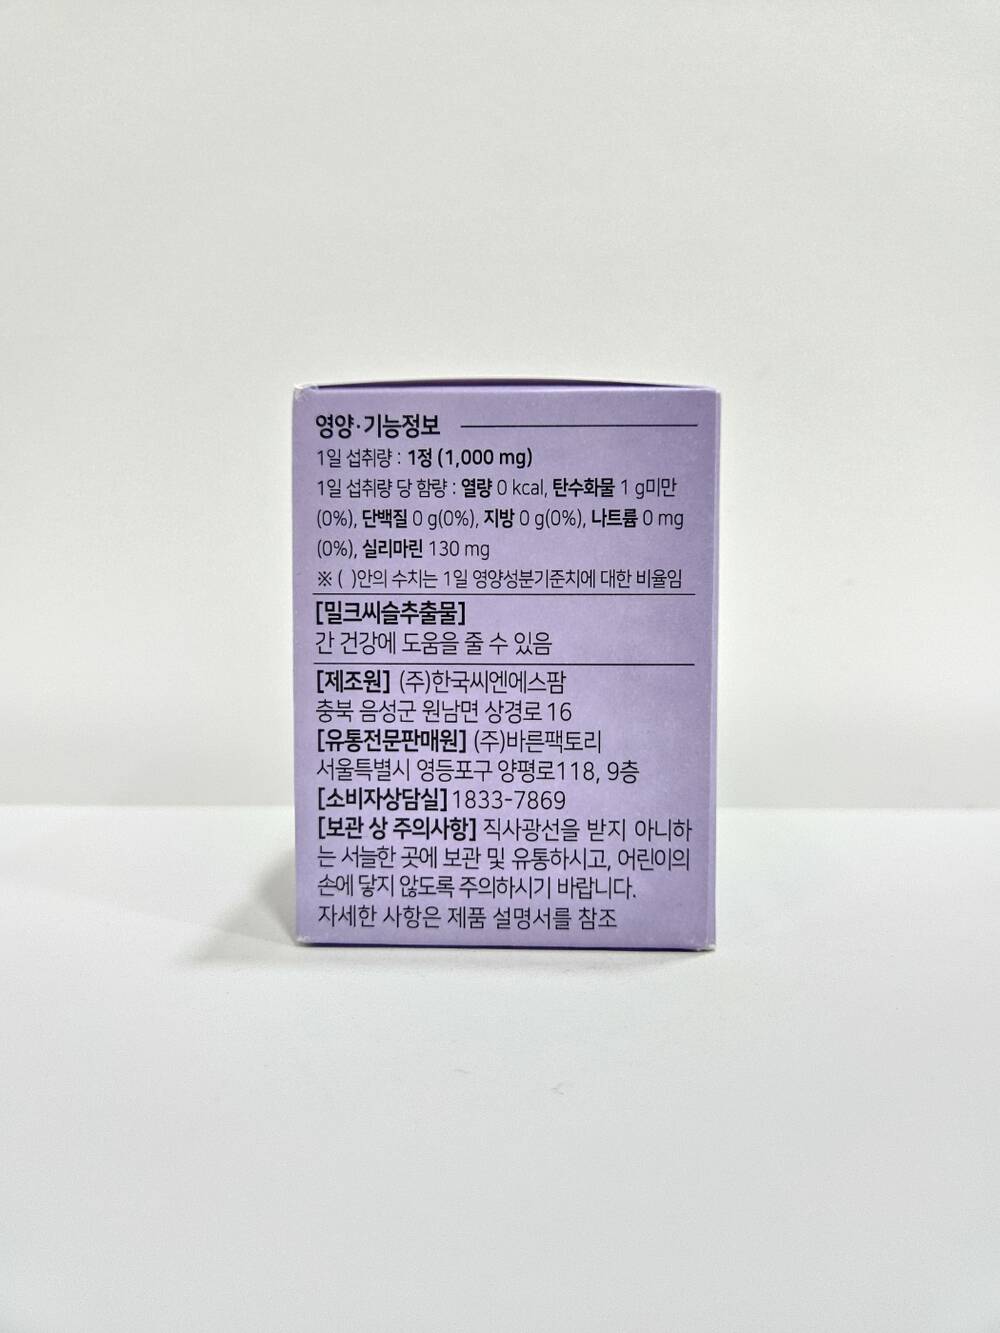 영양·기능정보
1일 섭취량 : 1정 (1,000 mg)
1일 섭취량 당 함량 : 열량 0 kcal, 탄수화물 1 g미만
(0%), 단백질 0 g(0%), 지방 0 g(0%), 나트륨 0 mg
(0%), 실리마린 130 mg
※ ( )안의 수치는 1일 영양성분기준치에 대한 비율임
[밀크씨슬추출물]
간 건강에 도움을 줄 수 있음
[제조원] (주)한국씨엔에스팜
충북 음성군 원남면 상경로 16
[유통전문판매원] (주)바른팩토리
서울특별시 영등포구 양평로118, 9층
[소비자상담실] 1833-7869
[보관 상 주의사항] 직사광선을 받지 아니하
는 서늘한 곳에 보관 및 유통하시고, 어린이의
손에 닿지 않도록 주의하시기 바랍니다.
자세한 사항은 제품 설명서를 참조